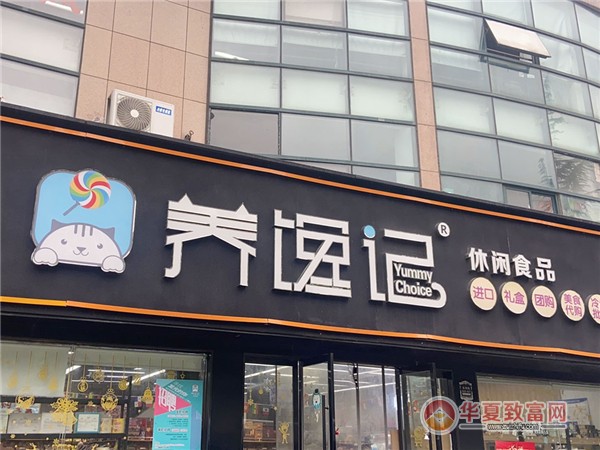 养馋记®
Yummy
Choice
休闲食品
进口 礼盒 团购 美食代购
华夏致富网